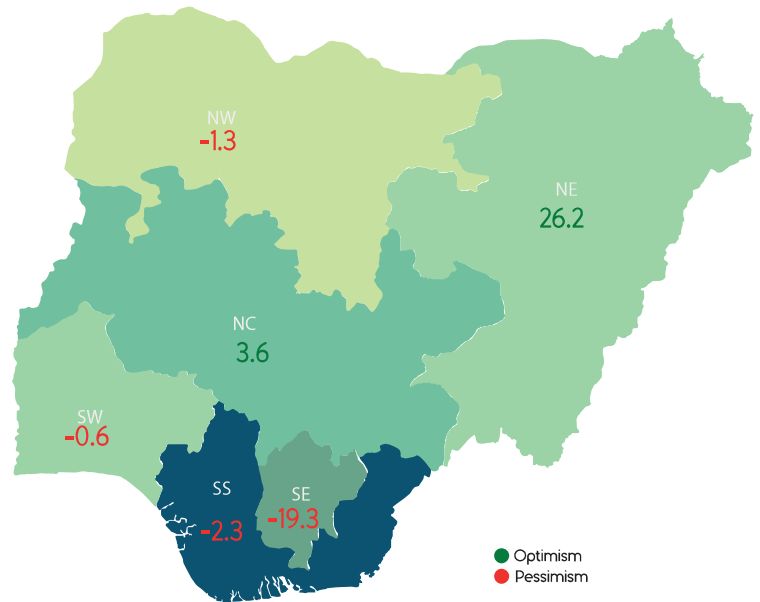 NW
-1.3
NE
26.2
NC
3.6
SW
-0.6
SS
-2.3
SE
-19.3
Optimism
Pessimism